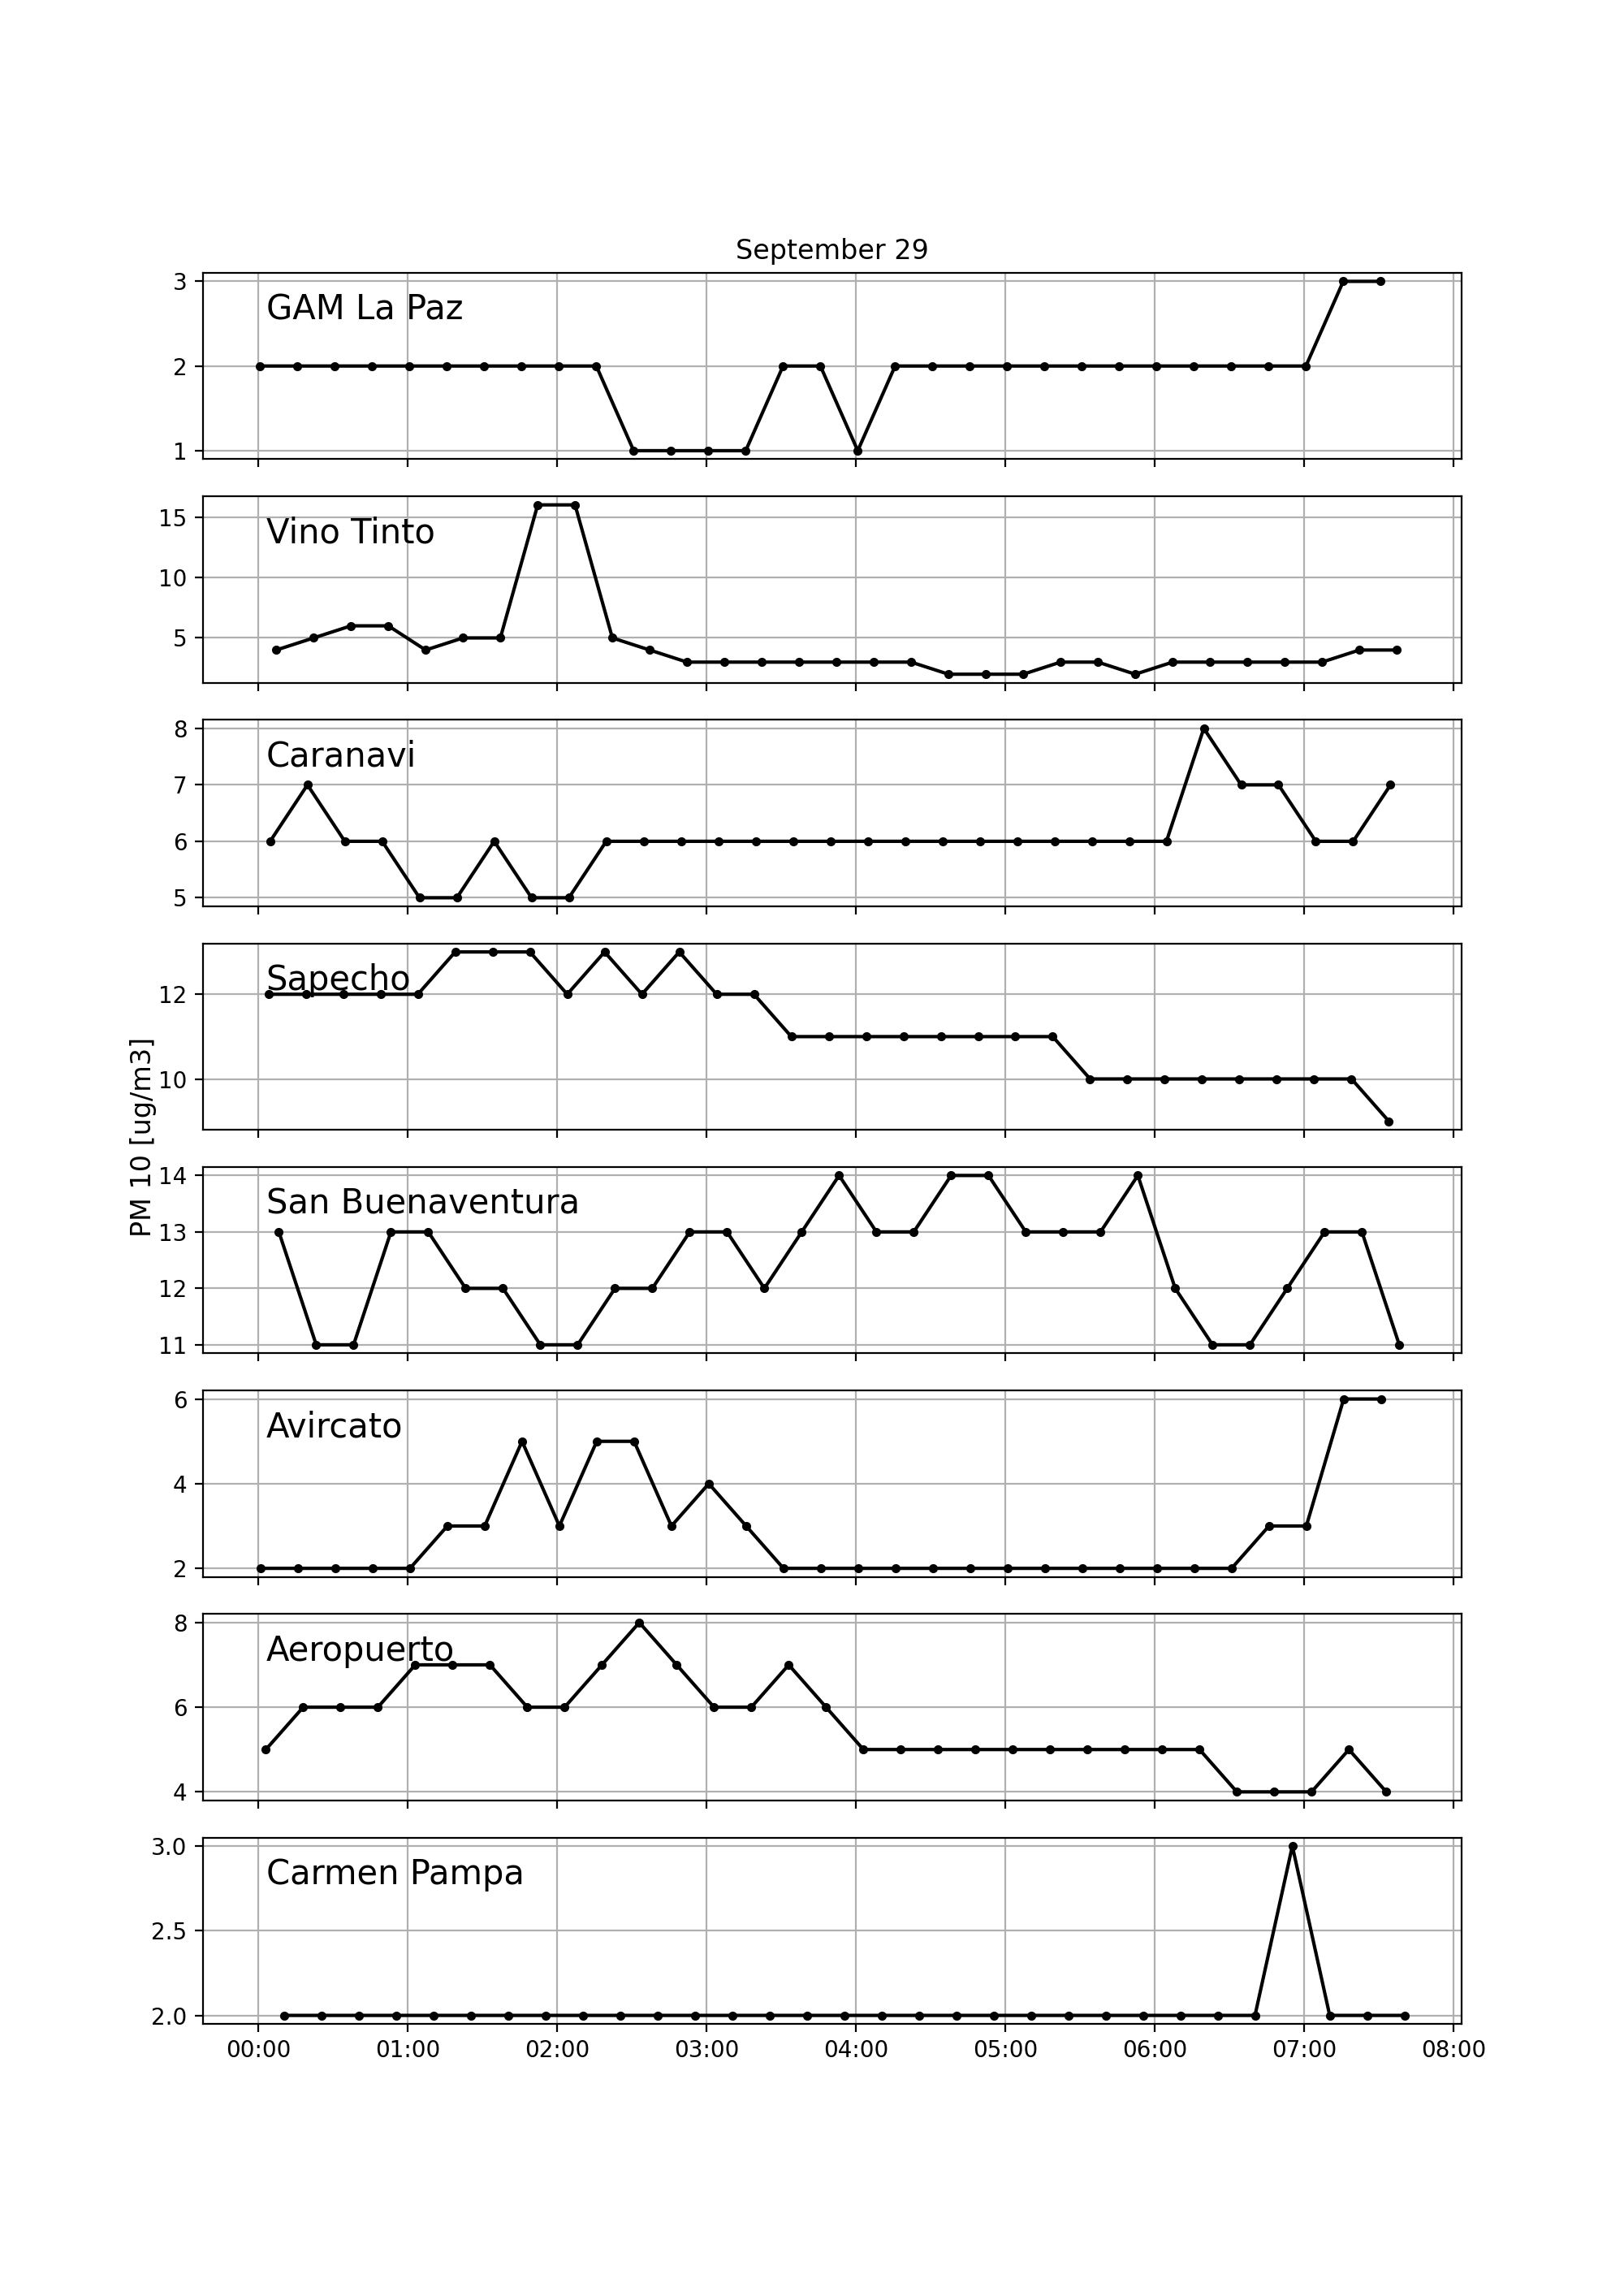 September 29
3
GAM La Paz
2
1
15
Vino Tinto
10
5
8
Caranavi
7
6
5
Sapecho
12
10
PM 10 [ug/m3]
14
San Buenaventura
13
12
11
6
Avircato
4
2
8
Aeropuerto
6
4
3.0
Carmen Pampa
2.5
2.0
00:00 01:00 02:00 03:00 04:00 05:00 06:00 07:00 08:00